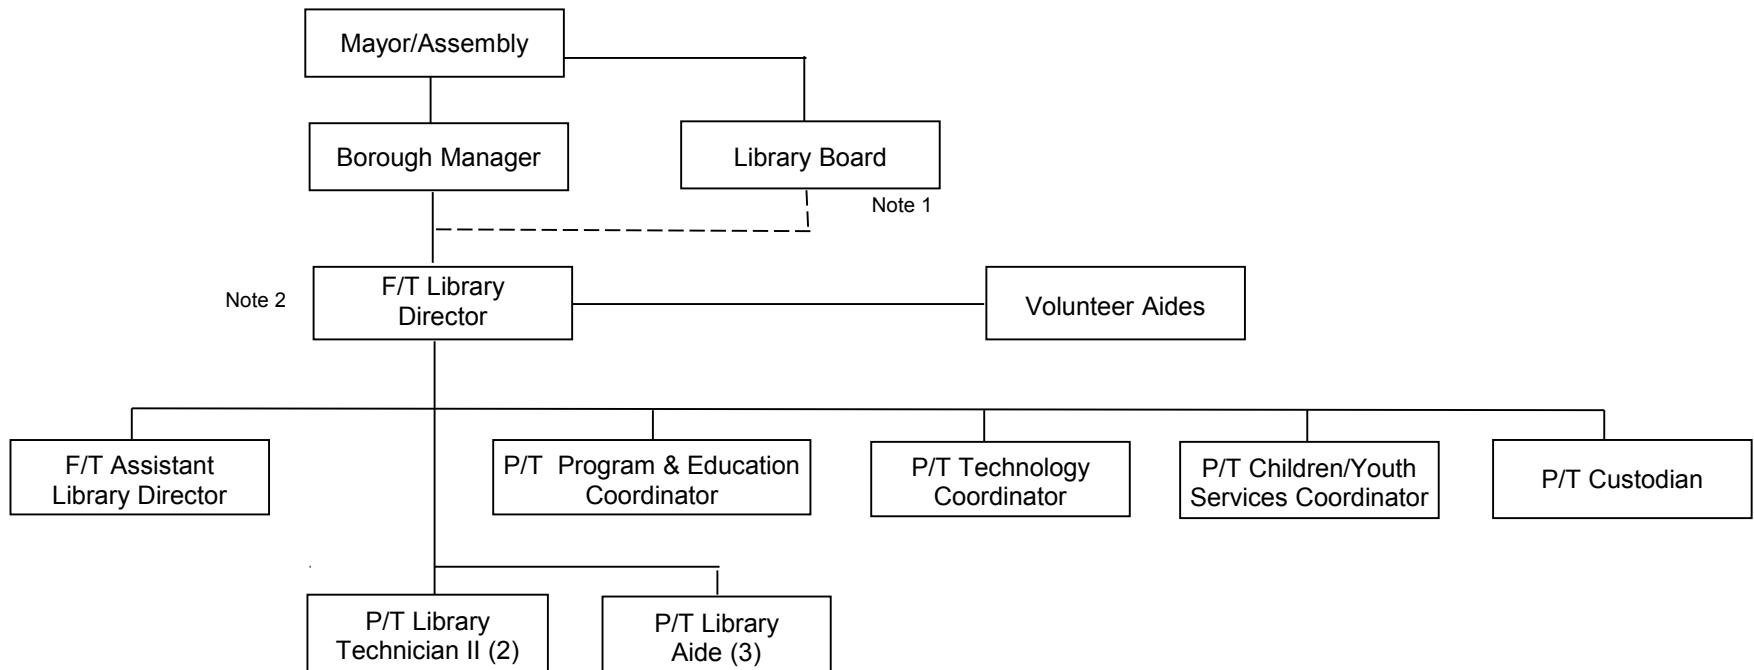 Mayor/Assembly
Borough Manager
Library Board
Note 1
Note 2
F/T Library
Director
Volunteer Aides
F/T Assistant
Library Director
P/T Program & Education
Coordinator
P/T Technology
Coordinator
P/T Children/Youth
Services Coordinator
P/T Custodian
P/T Library
Technician II (2)
P/T Library
Aide (3)